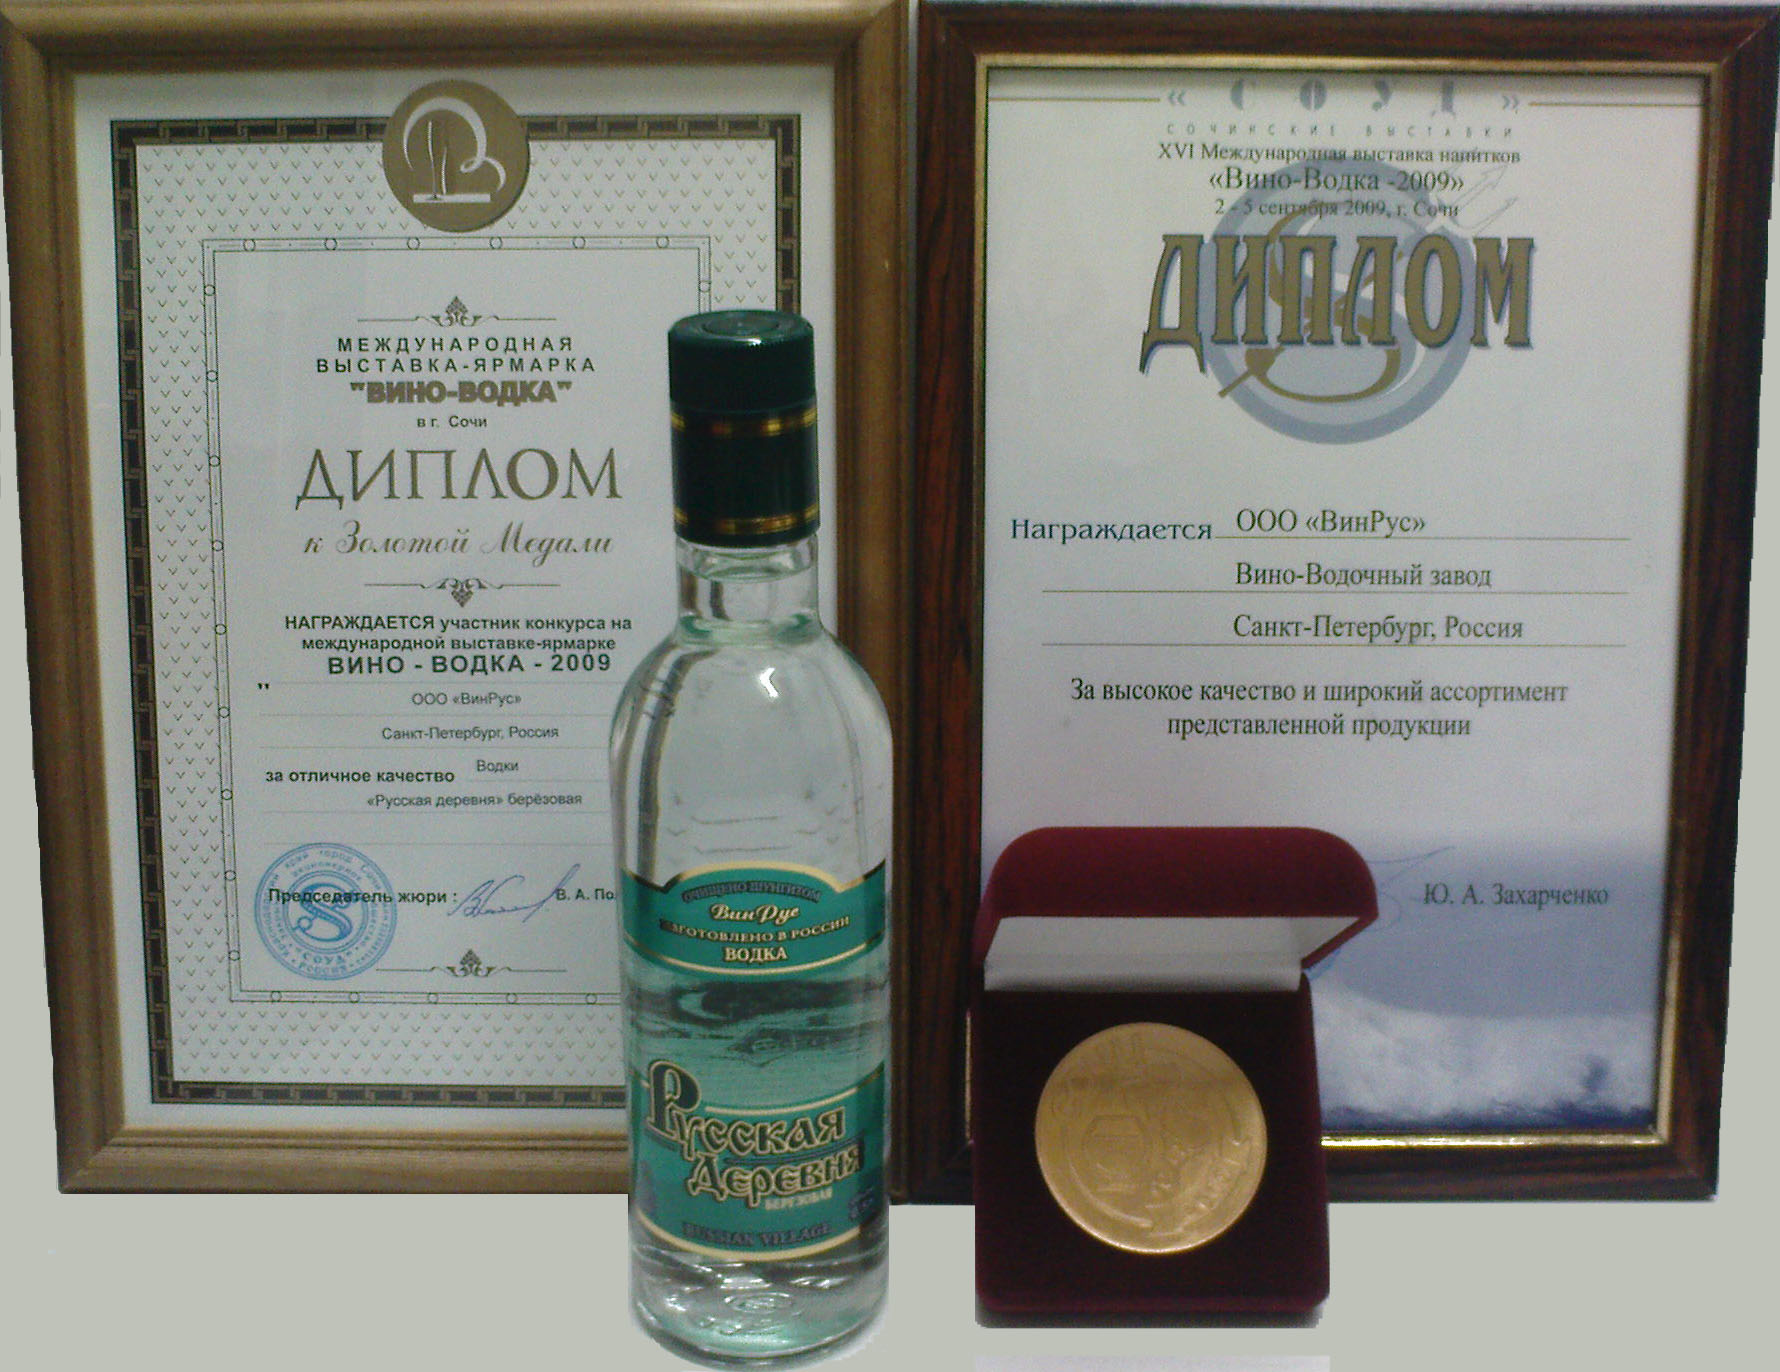 МЕЖДУНАРОДНАЯ
ВЫСТАВКА-ЯРМАРКА
"ВИНО-ВОДКА"
в г. Сочи
ДИПЛОМ
к Золотой Медали
НАГРАЖДАЕТСЯ участник конкурса на
международной выставке-ярмарке
ВИНО - ВОДКА - 2009
"
ООО «ВинРус»
Санкт-Петербург, Россия
за отличное качество Водки
«Русская деревня» берёзовая
Председатель жюри : В. А. По
"СОУД"
РОССИЯ
« СОУД »
СОЧИНСКИЕ ВЫСТАВКИ
XVI Международная выставка напитков
«Вино-Водка -2009»
2 - 5 сентября 2009, г. Сочи
ДИПЛОМ
Награждается ООО «ВинРус»
Вино-Водочный завод
Санкт-Петербург, Россия
За высокое качество и широкий ассортимент
представленной продукции
Ю. А. Захарченко
ОЧИЩЕНО ШУНГИТОМ
ВинРус
ЗГОТОВЛЕНО В РОССИИ
ВОДКА
Русская
Деревня
БЕРЕЗОВАЯ
RUSSIAN VILLAGE